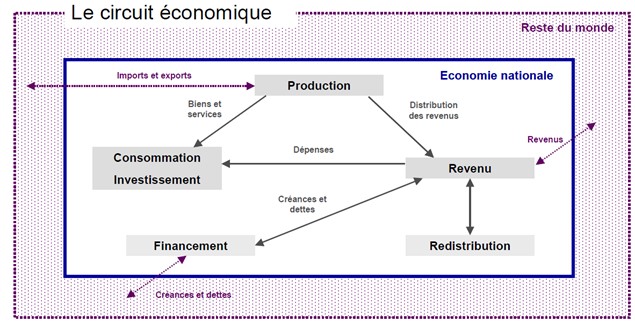 Le circuit économique
Reste du monde
Imports et exports
Economie nationale
Production
Biens et
services
Distribution
des revenus
Revenus
Dépenses
Consommation
Investissement
Revenu
Créances et
dettes
Financement
Redistribution
Créances et dettes